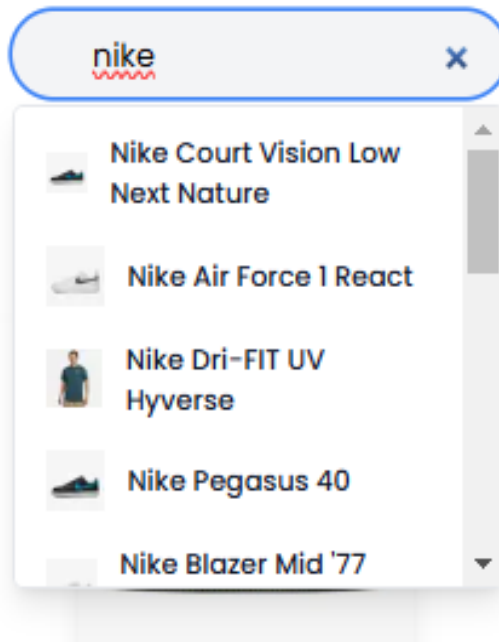 nike
Nike Court Vision Low
Next Nature
Nike Air Force 1 React
Nike Dri-FIT UV
Hyverse
Nike Pegasus 40
Nike Blazer Mid '77